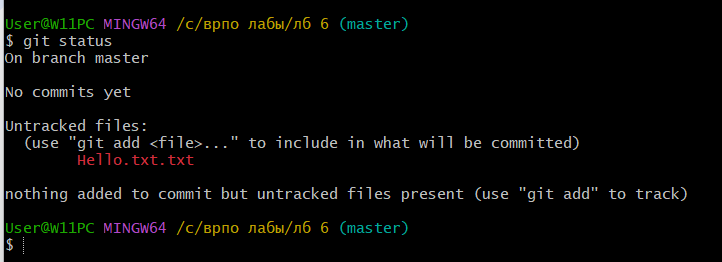 User@W11PC MINGW64 /c/врпо лабы/лб 6 (master)
$ git status
On branch master
No commits yet
Untracked files:
(use "git add <file>..." to include in what will be committed)
Hello.txt.txt
nothing added to commit but untracked files present (use "git add" to track)
User@W11PC MINGW64 /c/врпо лабы/лб 6 (master)
$